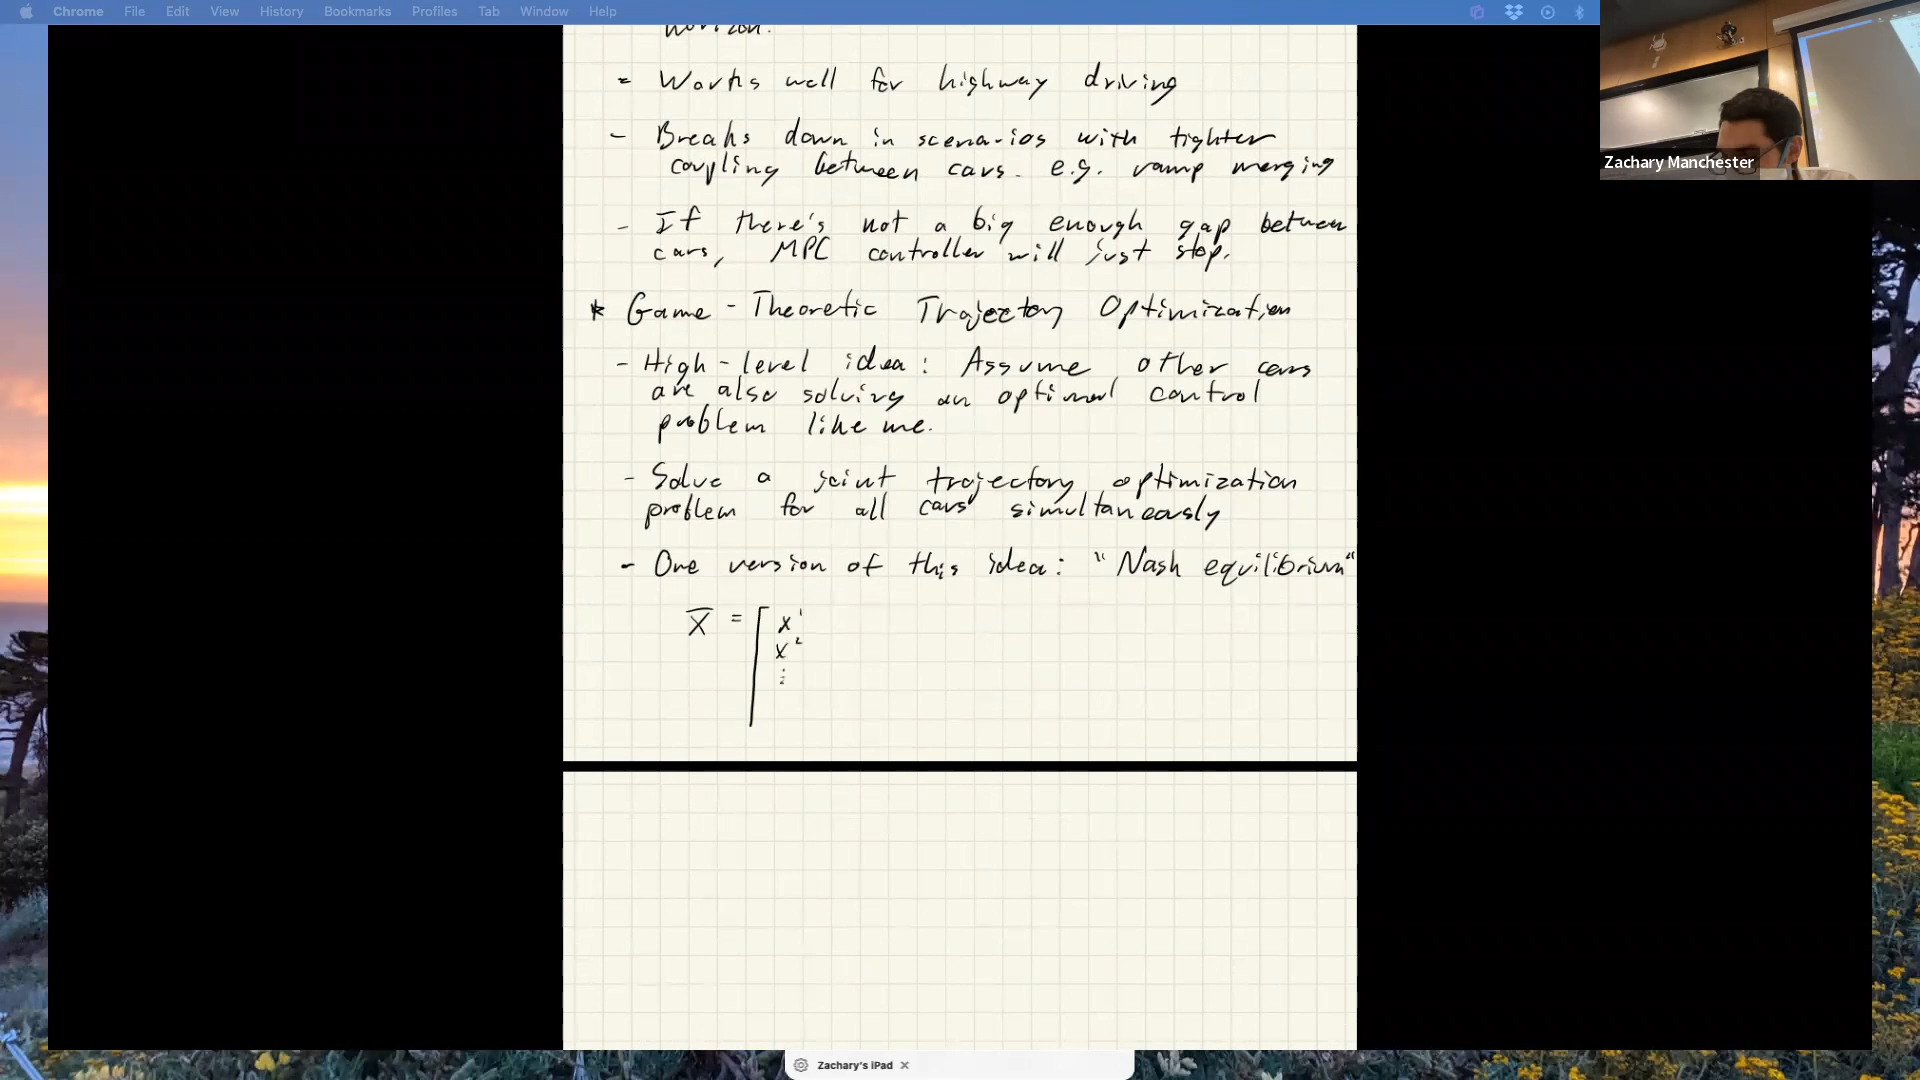 Chrome File Edit View History Bookmarks Profiles Tab Window Help
Zachary Manchester
horizon.
- Works well for highway driving
- Breaks down in scenarios with tighter
coupling between cars. e.g. ramp merging
- If there's not a big enough gap between
cars, MPC controller will just stop.
* Game-Theoretic Trajectory Optimization
- High-level idea: Assume other cars
are also solving an optimal control
problem like me.
- Solve a joint trajectory optimization
problem for all cars simultaneously
- One version of this idea: "Nash equilibrium"
X̄ = [ x¹
x²
⋮
Zachary's iPad ×